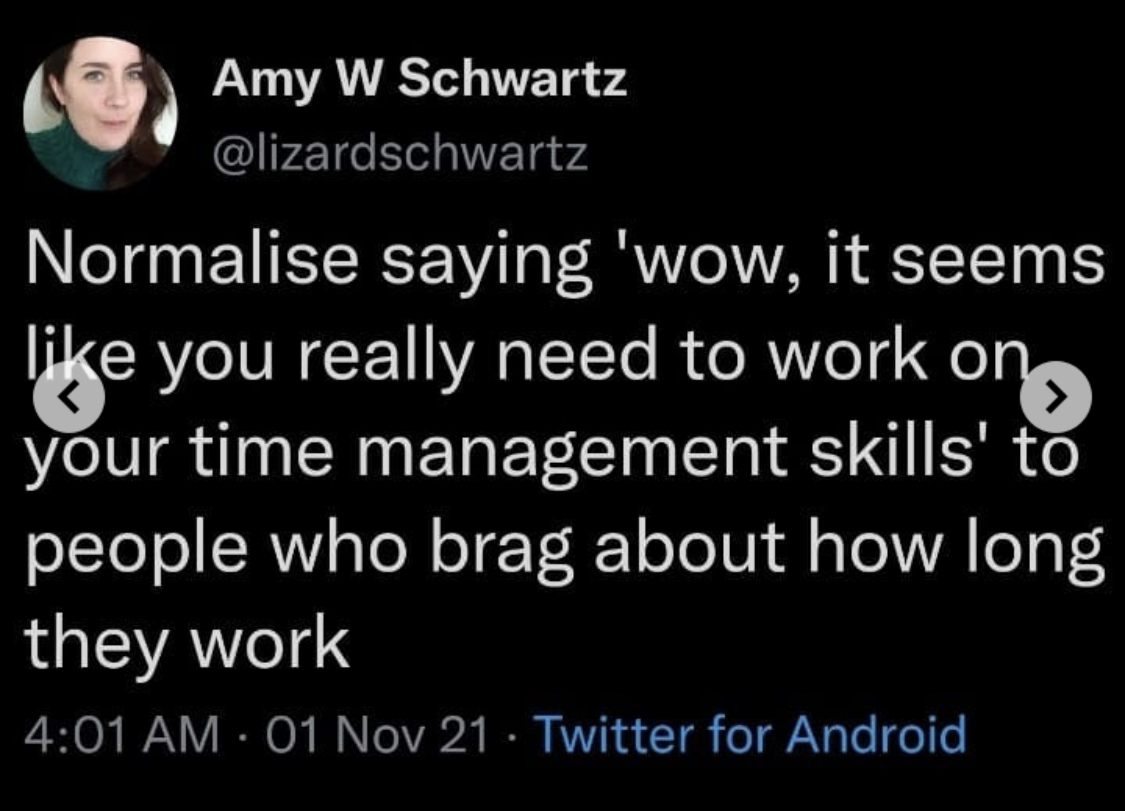 Amy W Schwartz
@lizardschwartz
Normalise saying 'wow, it seems
like you really need to work on
your time management skills' to
people who brag about how long
they work
4:01 AM · 01 Nov 21 · Twitter for Android